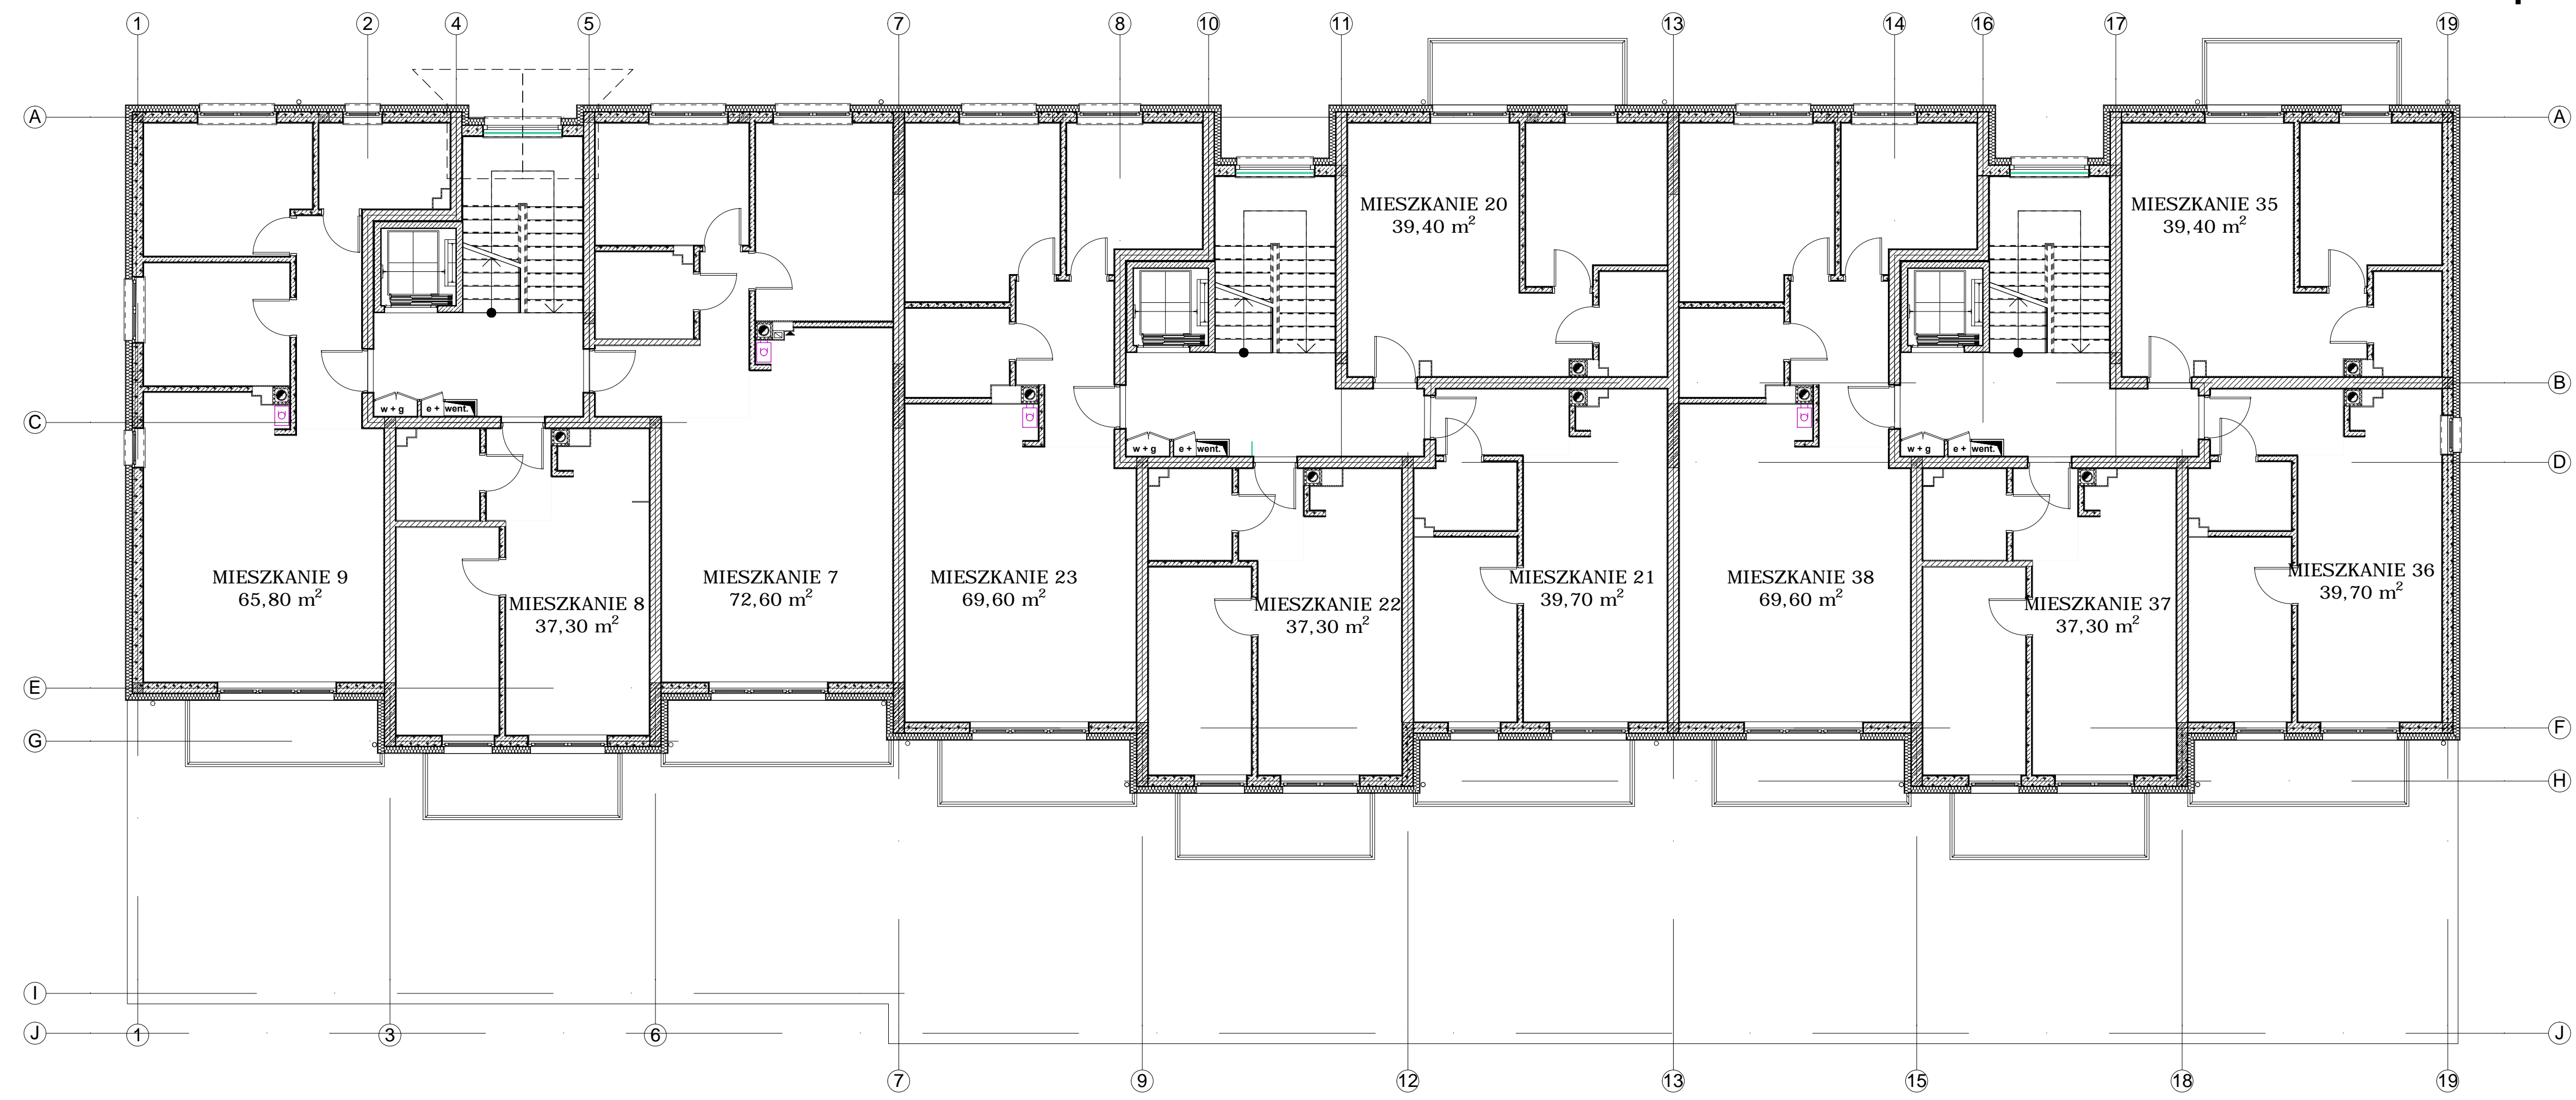 1 2 4 5 7 8 10 11 13 14 16 17 19
A A
MIESZKANIE 20
39,40 m²
MIESZKANIE 35
39,40 m²
B
C
w + g e + went.
w + g e + went.
w + g e + went.
D
MIESZKANIE 9
65,80 m²
MIESZKANIE 8
37,30 m²
MIESZKANIE 7
72,60 m²
MIESZKANIE 23
69,60 m²
MIESZKANIE 22
37,30 m²
MIESZKANIE 21
39,70 m²
MIESZKANIE 38
69,60 m²
MIESZKANIE 37
37,30 m²
MIESZKANIE 36
39,70 m²
E
G F
H
I
J J
1 3 6
7 9 12 13 15 18 19